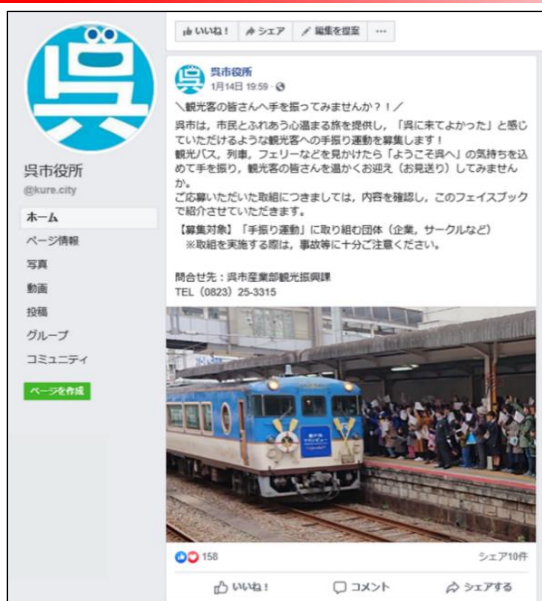 いいね！ シェア 編集を提案 …
呉
呉市役所
@kure.city
ホーム
ページ情報
写真
動画
投稿
グループ
コミュニティ
ページを作成
呉市役所
1月14日 19:59
＼観光客の皆さんへ手を振ってみませんか？！／
呉市は，市民とふれあう心温まる旅を提供し，「呉に来てよかった」と感じ
ていただけるような観光客への手振り運動を募集します！
観光バス，列車，フェリーなどを見かけたら「ようこそ呉へ」の気持ちを込
めて手を振り，観光客の皆さんを温かくお迎え（お見送り）してみません
か。
ご応募いただいた取組につきましては，内容を確認し，このフェイスブック
で紹介させていただきます。
【募集対象】「手振り運動」に取り組む団体（企業，サークルなど）
※取組を実施する際は，事故等に十分ご注意ください。
問合せ先：呉市産業部観光振興課
TEL（0823）25-3315
158
シェア10件
いいね！ コメント シェアする